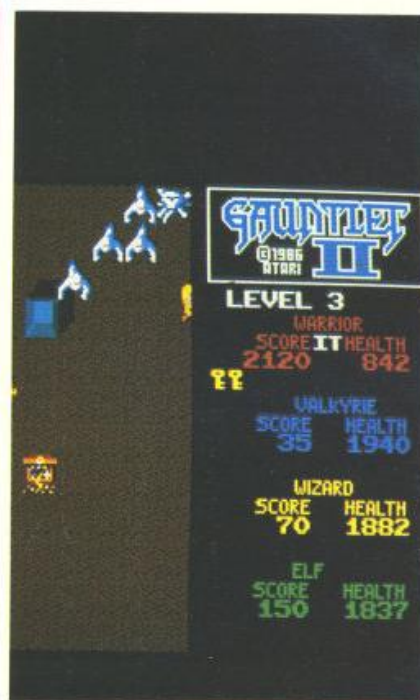 GAUNTLET
©1986
ATARI II
LEVEL 3
WARRIOR
SCORE IT HEALTH
2120 842
VALKYRIE
SCORE HEALTH
35 1940
WIZARD
SCORE HEALTH
70 1882
ELF
SCORE HEALTH
150 1837